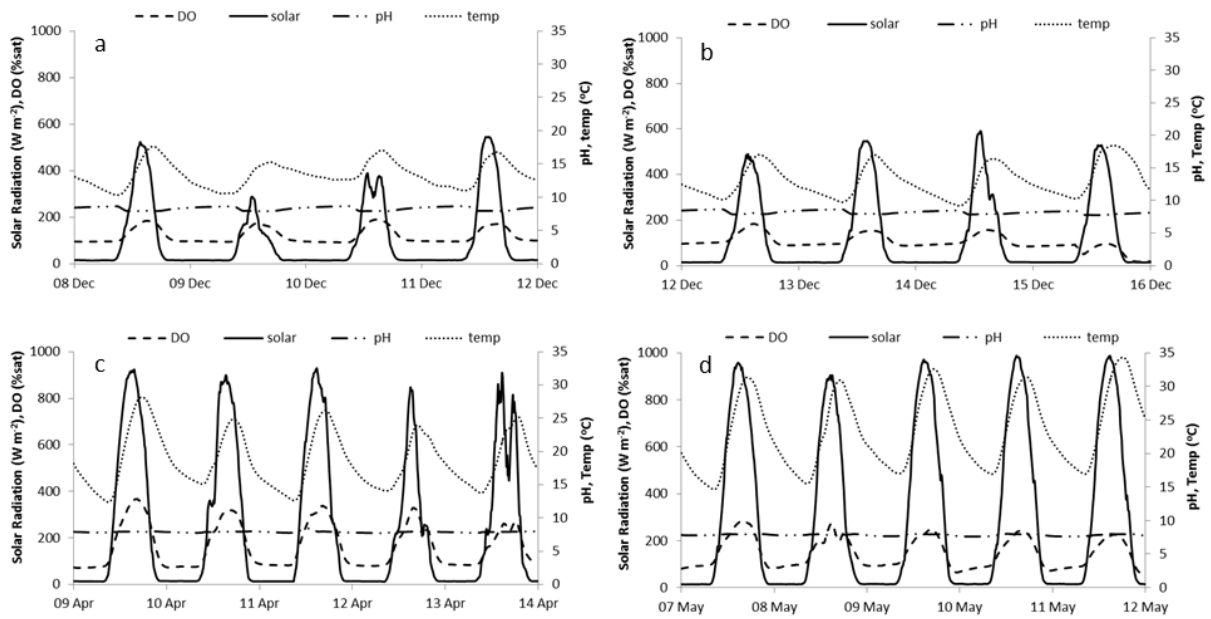 DO solar pH temp
a
Solar Radiation (W m-2), DO (%sat)
1000
800
600
400
200
0
35
30
25
20
15
10
5
0
pH, temp (°C)
08 Dec 09 Dec 10 Dec 11 Dec 12 Dec
DO solar pH temp
b
Solar Radiation (W m-2), DO (%sat)
1000
800
600
400
200
0
35
30
25
20
15
10
5
0
pH, Temp (°C)
12 Dec 13 Dec 14 Dec 15 Dec 16 Dec
DO solar pH temp
c
Solar Radiation (W m-2), DO (%sat)
1000
800
600
400
200
0
35
30
25
20
15
10
5
0
pH, Temp (°C)
09 Apr 10 Apr 11 Apr 12 Apr 13 Apr 14 Apr
DO solar pH temp
d
Solar Radiation (W m-2), DO (%sat)
1000
800
600
400
200
0
35
30
25
20
15
10
5
0
pH, Temp (°C)
07 May 08 May 09 May 10 May 11 May 12 May